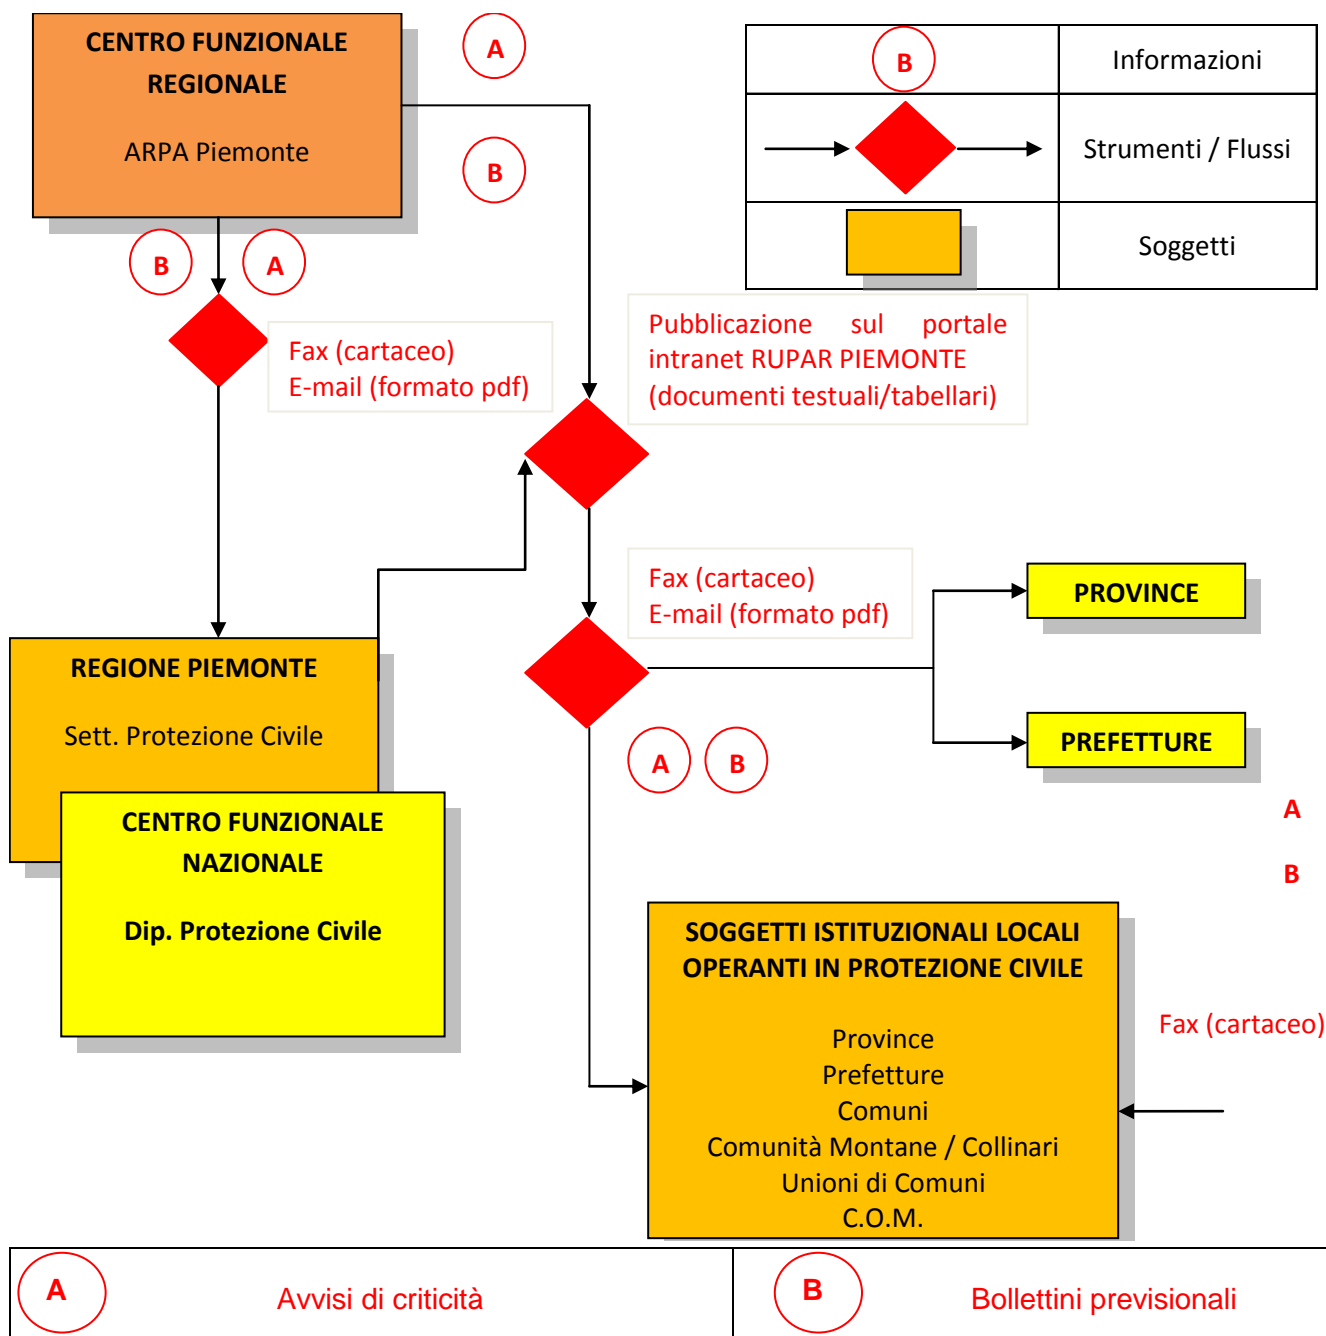 CENTRO FUNZIONALE
REGIONALE
ARPA Piemonte
A
B
B
A
B
Informazioni
Strumenti / Flussi
Soggetti
Fax (cartaceo)
E-mail (formato pdf)
Pubblicazione sul portale
intranet RUPAR PIEMONTE
(documenti testuali/tabellari)
Fax (cartaceo)
E-mail (formato pdf)
PROVINCE
PREFETTURE
REGIONE PIEMONTE
Sett. Protezione Civile
CENTRO FUNZIONALE
NAZIONALE
Dip. Protezione Civile
A
B
A
B
SOGGETTI ISTITUZIONALI LOCALI
OPERANTI IN PROTEZIONE CIVILE
Province
Prefetture
Comuni
Comunità Montane / Collinari
Unioni di Comuni
C.O.M.
Fax (cartaceo)
A
Avvisi di criticità
B
Bollettini previsionali